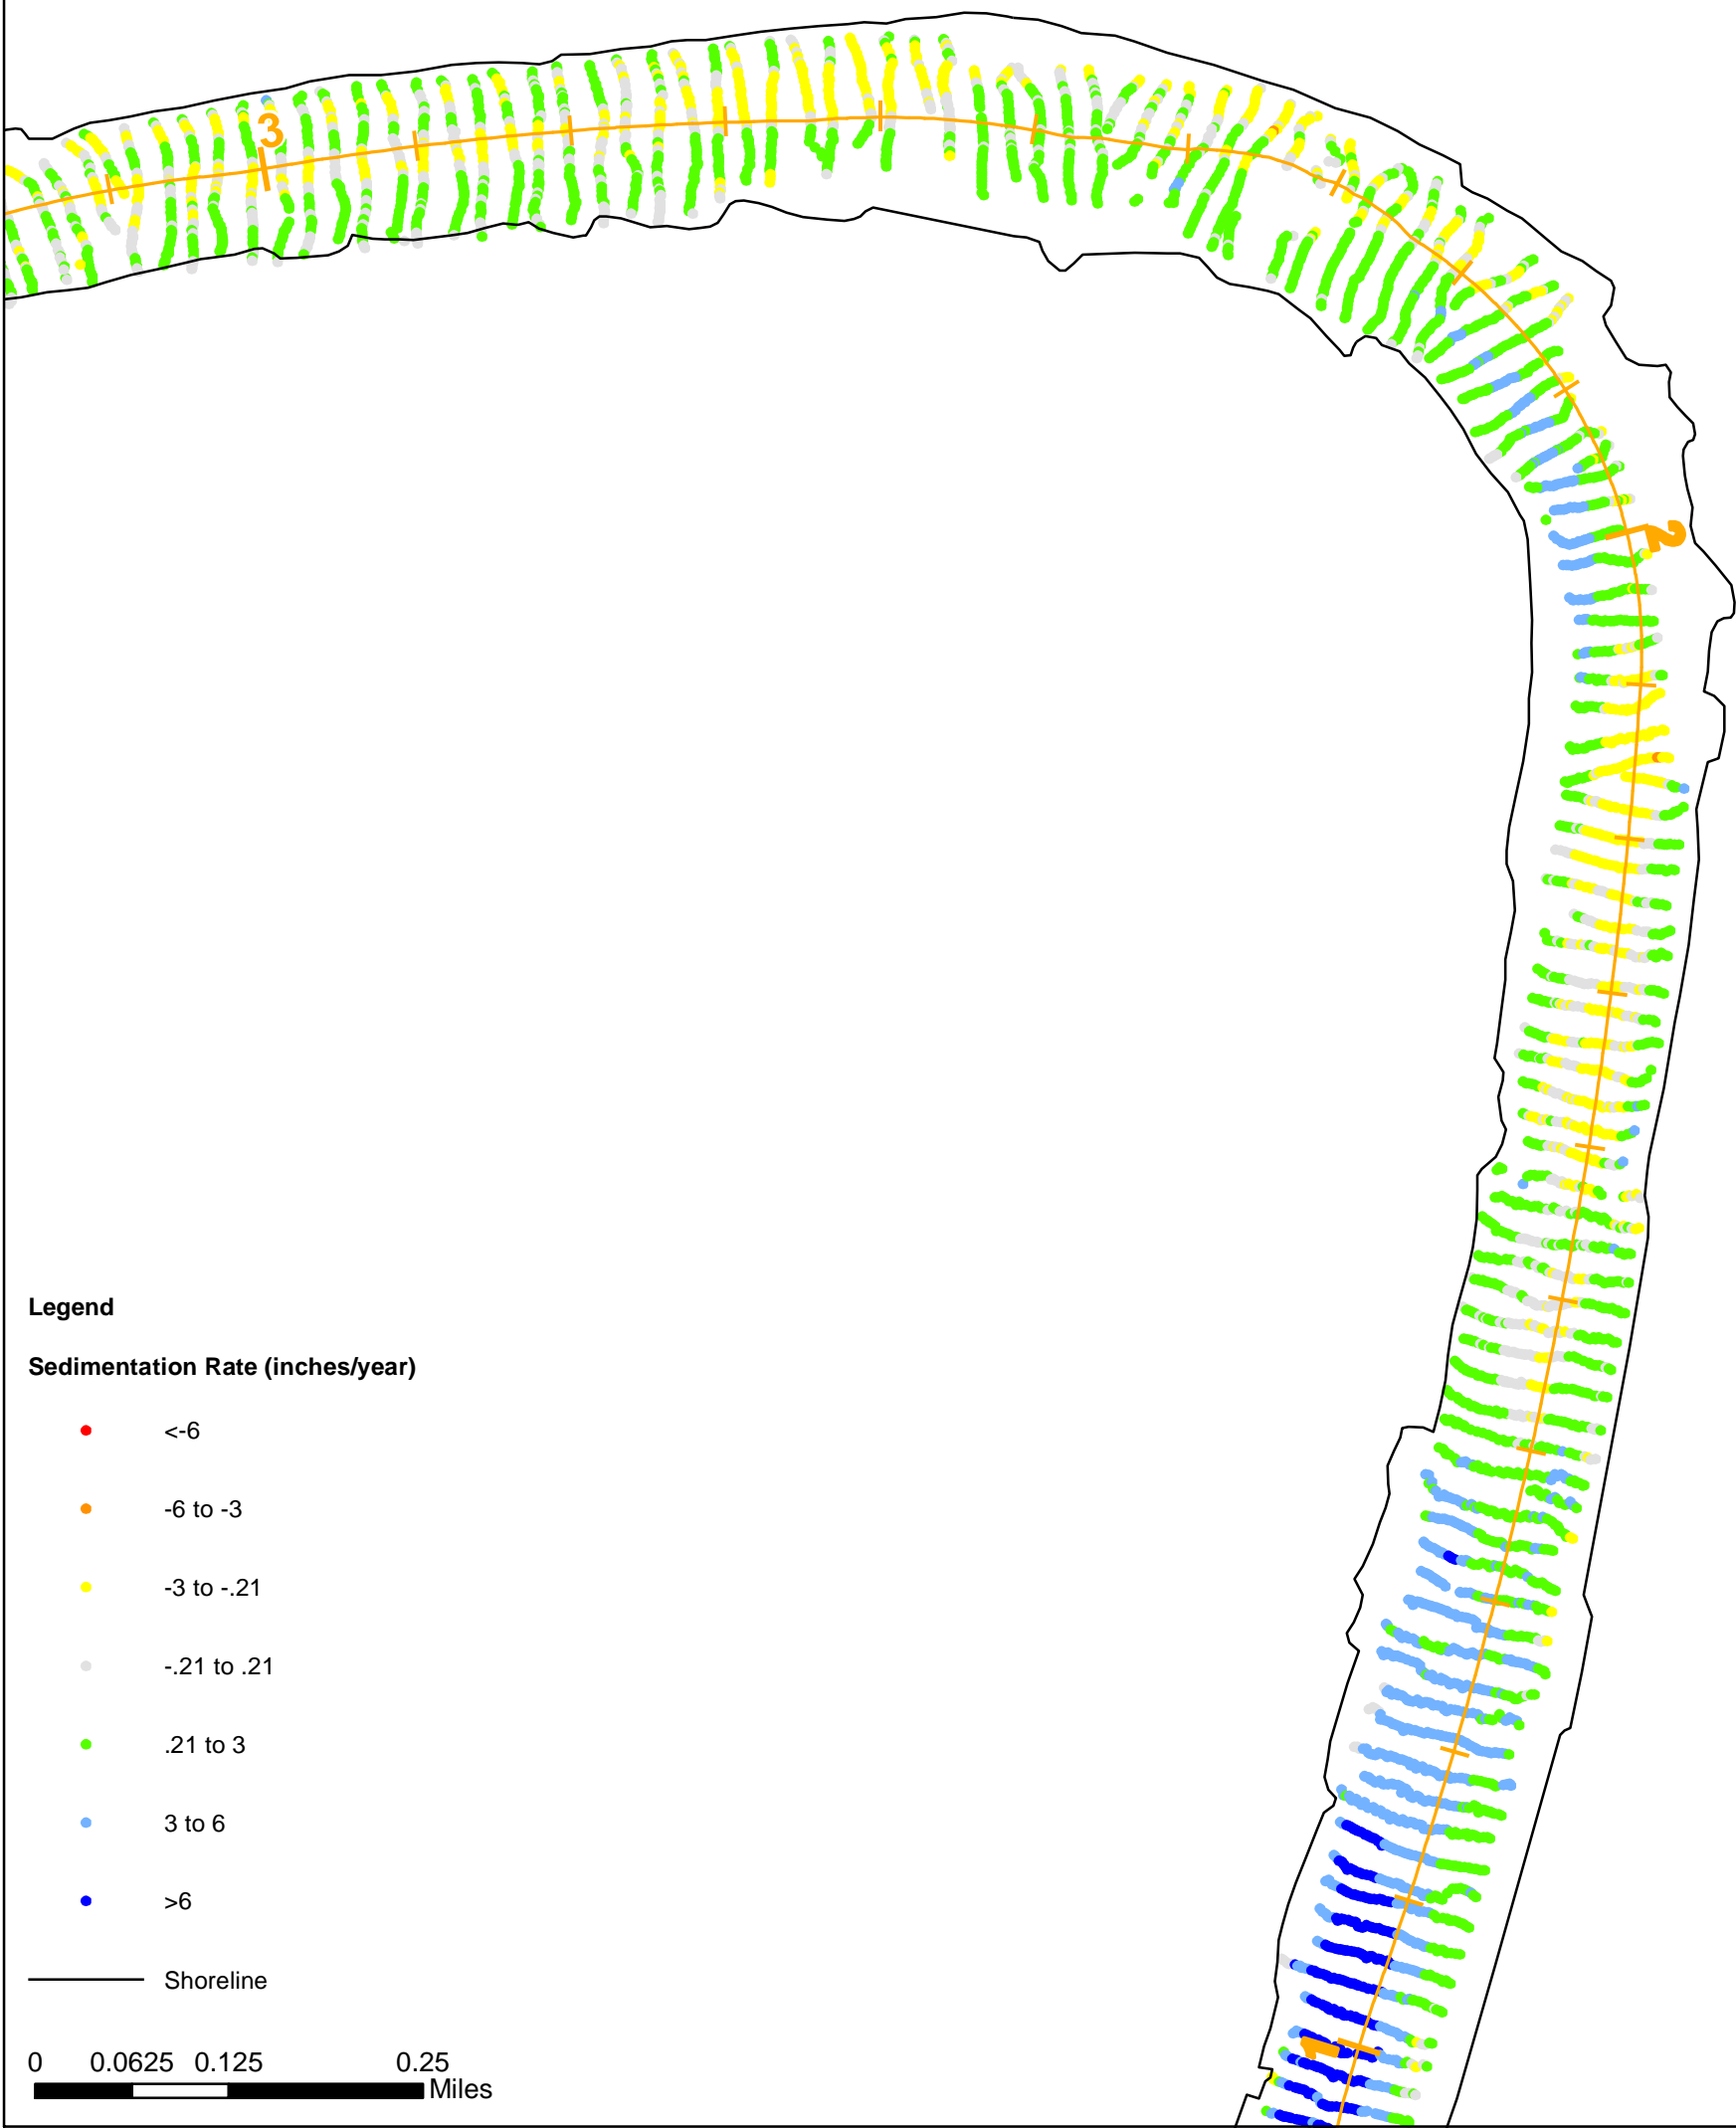 3
2
Legend
Sedimentation Rate (inches/year)
<-6
-6 to -3
-3 to -.21
-.21 to .21
.21 to 3
3 to 6
>6
Shoreline
0 0.0625 0.125 0.25
Miles
1